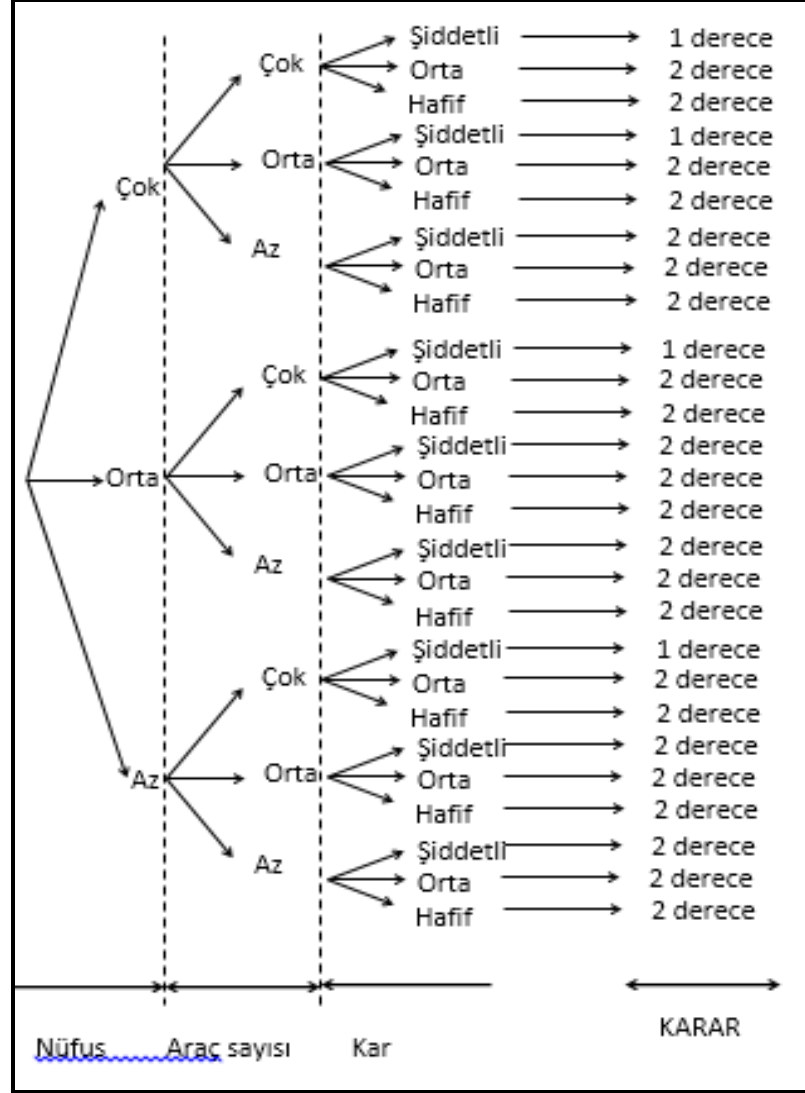 Şiddetli 1 derece
Çok Orta 2 derece
Hafif 2 derece
Şiddetli 1 derece
Orta Orta 2 derece
Çok
Hafif 2 derece
Şiddetli 2 derece
Az Orta 2 derece
Hafif 2 derece
Şiddetli 1 derece
Çok Orta 2 derece
Hafif 2 derece
Şiddetli 2 derece
Orta Orta Orta 2 derece
Hafif 2 derece
Şiddetli 2 derece
Az Orta 2 derece
Hafif 2 derece
Şiddetli 1 derece
Çok Orta 2 derece
Hafif 2 derece
Şiddetli 2 derece
Az Orta Orta 2 derece
Hafif 2 derece
Şiddetli 2 derece
Az Orta 2 derece
Hafif 2 derece
KARAR
Nüfus Araç sayısı Kar